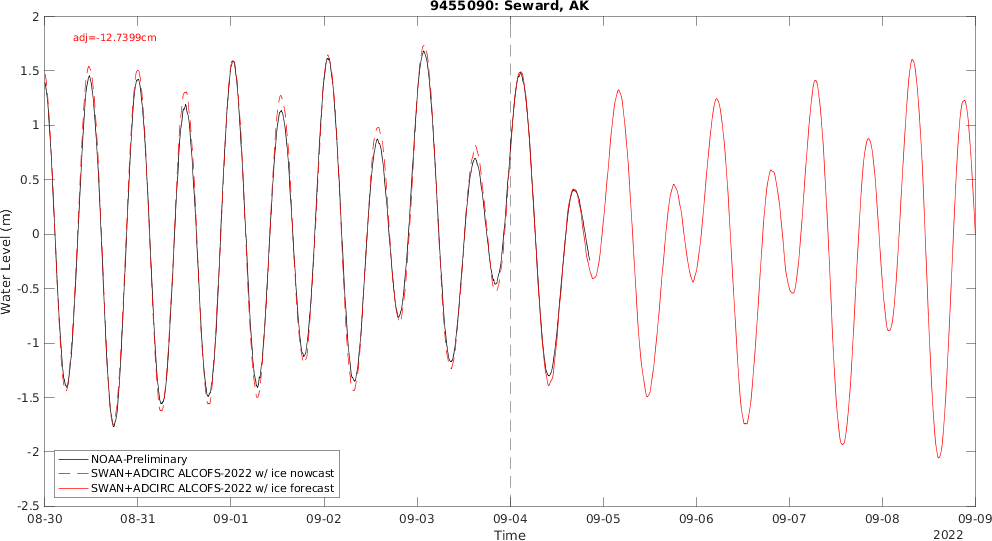 9455090: Seward, AK
adj=-12.7399cm
2
1.5
1
0.5
0
-0.5
-1
-1.5
-2
-2.5
Water Level (m)
NOAA-Preliminary
SWAN+ADCIRC ALCOFS-2022 w/ ice nowcast
SWAN+ADCIRC ALCOFS-2022 w/ ice forecast
08-30 08-31 09-01 09-02 09-03 09-04 09-05 09-06 09-07 09-08 09-09
Time
2022